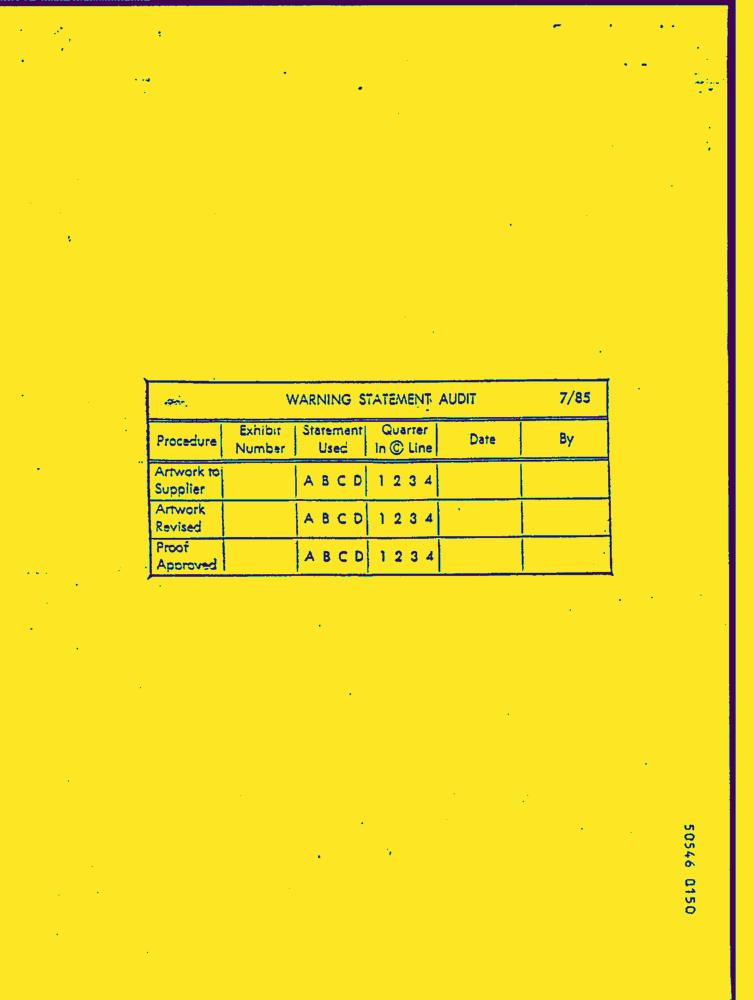 WARNING STATEMENT AUDIT 7/85
Procedure Exhibit Number Statement Used Quarter In © Line Date By
Artwork to Supplier A B C D 1 2 3 4
Artwork Revised A B C D 1 2 3 4
Proof Approved A B C D 1 2 3 4
50546 0150